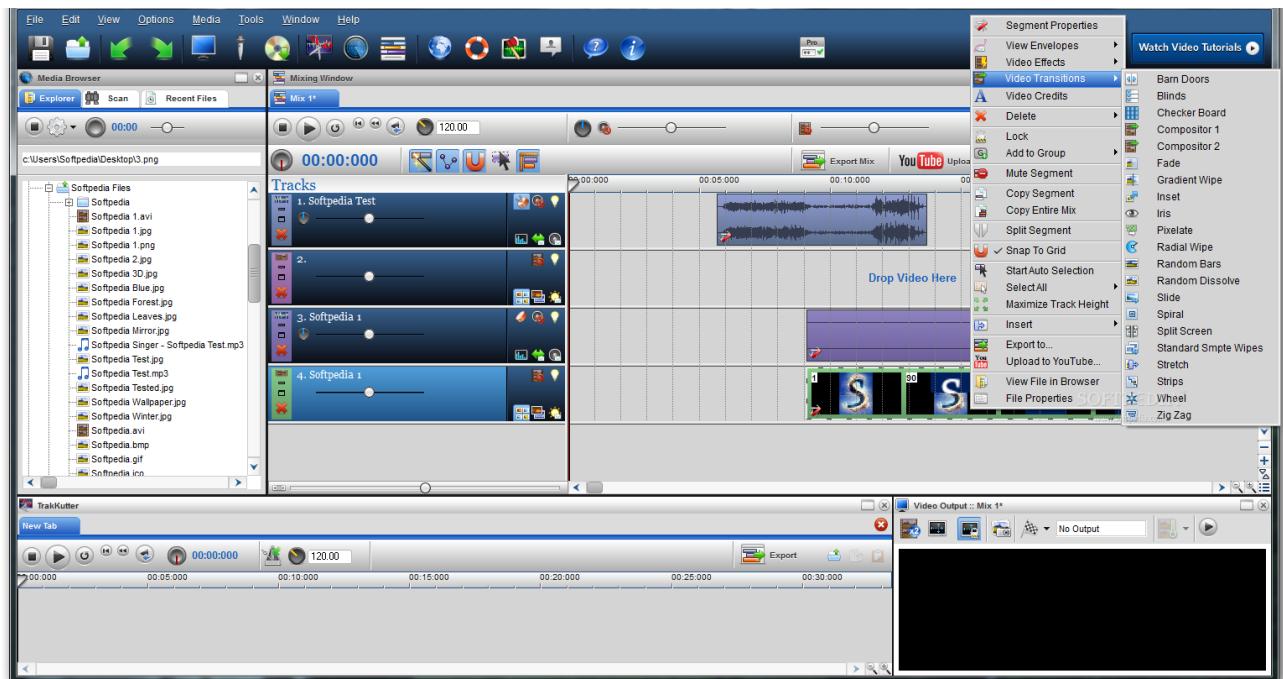 File Edit View Options Media Tools Window Help
Pro
Watch Video Tutorials
Media Browser
Explorer Scan Recent Files
00:00
c:\Users\Softpedia\Desktop\3.png
Softpedia Files
Softpedia
Softpedia 1.avi
Softpedia 1.jpg
Softpedia 1.png
Softpedia 2.jpg
Softpedia 3D.jpg
Softpedia Blue.jpg
Softpedia Forest.jpg
Softpedia Leaves.jpg
Softpedia Mirror.jpg
Softpedia Singer - Softpedia Test.mp3
Softpedia Test.jpg
Softpedia Test.mp3
Softpedia Tested.jpg
Softpedia Wallpaper.jpg
Softpedia Winter.jpg
Softpedia.avi
Softpedia.bmp
Softpedia.gif
Softpedia.ico
Mixing Window
Mix 1*
120.00
00:00:000
Export Mix
YouTube Uploa
Tracks
00:00:000 00:05:000 00:10:000 00
1. Softpedia Test
2.
Drop Video Here
3. Softpedia 1
4. Softpedia 1
1 S 90 S
Segment Properties
View Envelopes
Video Effects
Video Transitions
Video Credits
Delete
Lock
Add to Group
Mute Segment
Copy Segment
Copy Entire Mix
Split Segment
Snap To Grid
Start Auto Selection
Select All
Maximize Track Height
Insert
Export to...
Upload to YouTube...
View File in Browser
File Properties
Barn Doors
Blinds
Checker Board
Compositor 1
Compositor 2
Fade
Gradient Wipe
Inset
Iris
Pixelate
Radial Wipe
Random Bars
Random Dissolve
Slide
Spiral
Split Screen
Standard Smpte Wipes
Stretch
Strips
Wheel
Zig Zag
TrakKutter
New Tab
00:00:000
120.00
Export
00:00:000 00:05:000 00:10:000 00:15:000 00:20:000 00:25:000 00:30:000
Video Output :: Mix 1*
x2
No Output